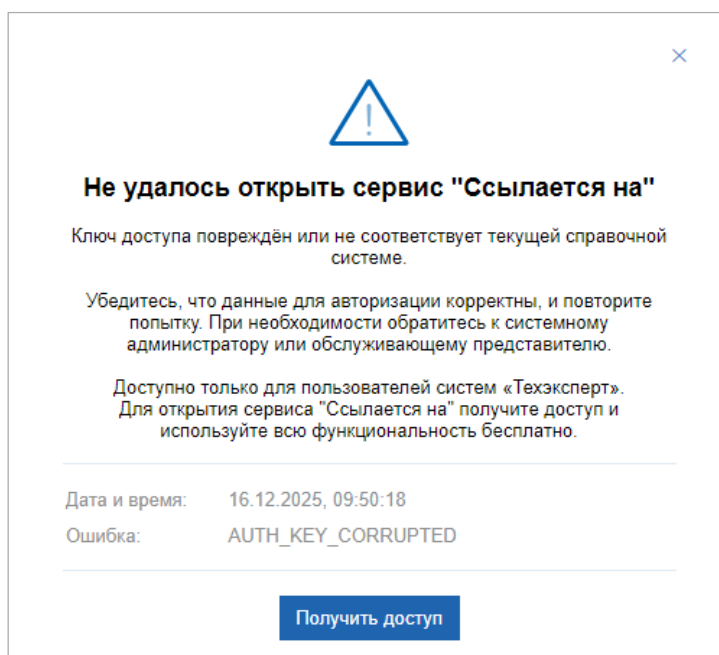 Не удалось открыть сервис "Ссылается на"
Ключ доступа повреждён или не соответствует текущей справочной
системе.
Убедитесь, что данные для авторизации корректны, и повторите
попытку. При необходимости обратитесь к системному
администратору или обслуживающему представителю.
Доступно только для пользователей систем «Техэксперт».
Для открытия сервиса "Ссылается на" получите доступ и
используйте всю функциональность бесплатно.
Дата и время: 16.12.2025, 09:50:18
Ошибка: AUTH_KEY_CORRUPTED
Получить доступ